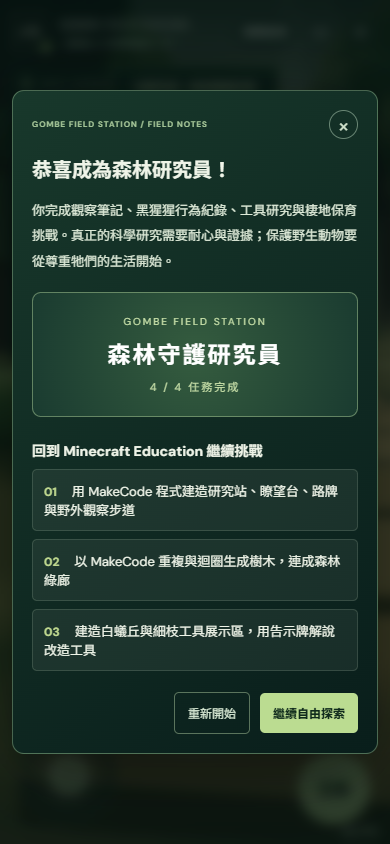 GOMBE FIELD STATION / FIELD NOTES
×
恭喜成為森林研究員！
你完成觀察筆記、黑猩猩行為紀錄、工具研究與棲地保育
挑戰。真正的科學研究需要耐心與證據；保護野生動物要
從尊重牠們的生活開始。
GOMBE FIELD STATION
森林守護研究員
4 / 4 任務完成
回到 Minecraft Education 繼續挑戰
01 用 MakeCode 程式建造研究站、瞭望台、路牌
與野外觀察步道
02 以 MakeCode 重複與迴圈生成樹木，連成森林
綠廊
03 建造白蟻丘與細枝工具展示區，用告示牌解說
改造工具
重新開始
繼續自由探索